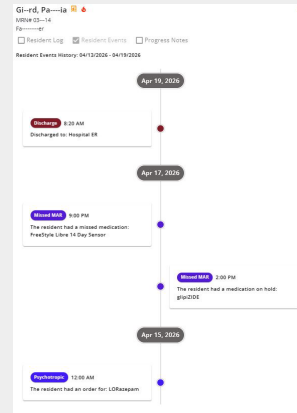 Gi--rd, Pa----ia
MRN# 05--14
Fa--------er
Resident Log Resident Events Progress Notes
Resident Events History: 04/13/2026 - 04/19/2026
Apr 19, 2026
Discharge 8:20 AM
Discharged to: Hospital ER
Apr 17, 2026
Missed MAR 9:00 PM
The resident had a missed medication:
FreeStyle Libre 14 Day Sensor
Missed MAR 2:00 PM
The resident had a medication on hold:
glipiZIDE
Apr 15, 2026
Psychotropic 12:00 AM
The resident had an order for: LORazepam